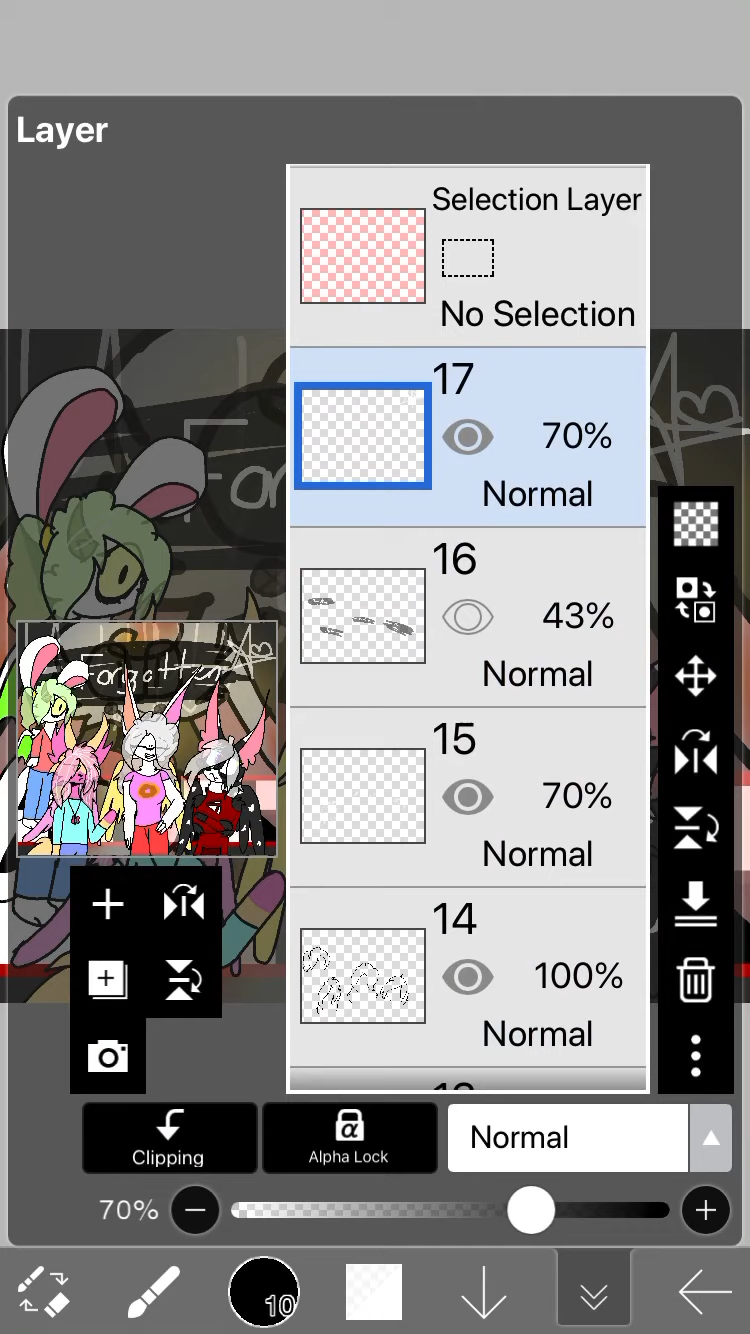 Layer
Selection Layer
No Selection
17
70%
Normal
For
16
43%
Normal
Forgotten
15
70%
Normal
14
100%
Normal
Clipping
α
Alpha Lock
Normal
70%
10